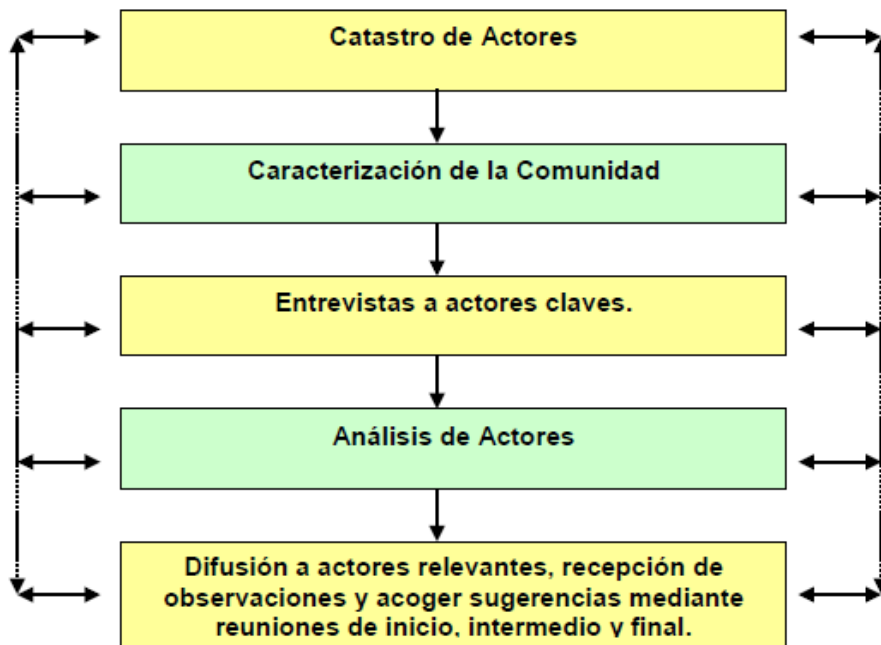 Catastro de Actores
Caracterización de la Comunidad
Entrevistas a actores claves.
Análisis de Actores
Difusión a actores relevantes, recepción de
observaciones y acoger sugerencias mediante
reuniones de inicio, intermedio y final.